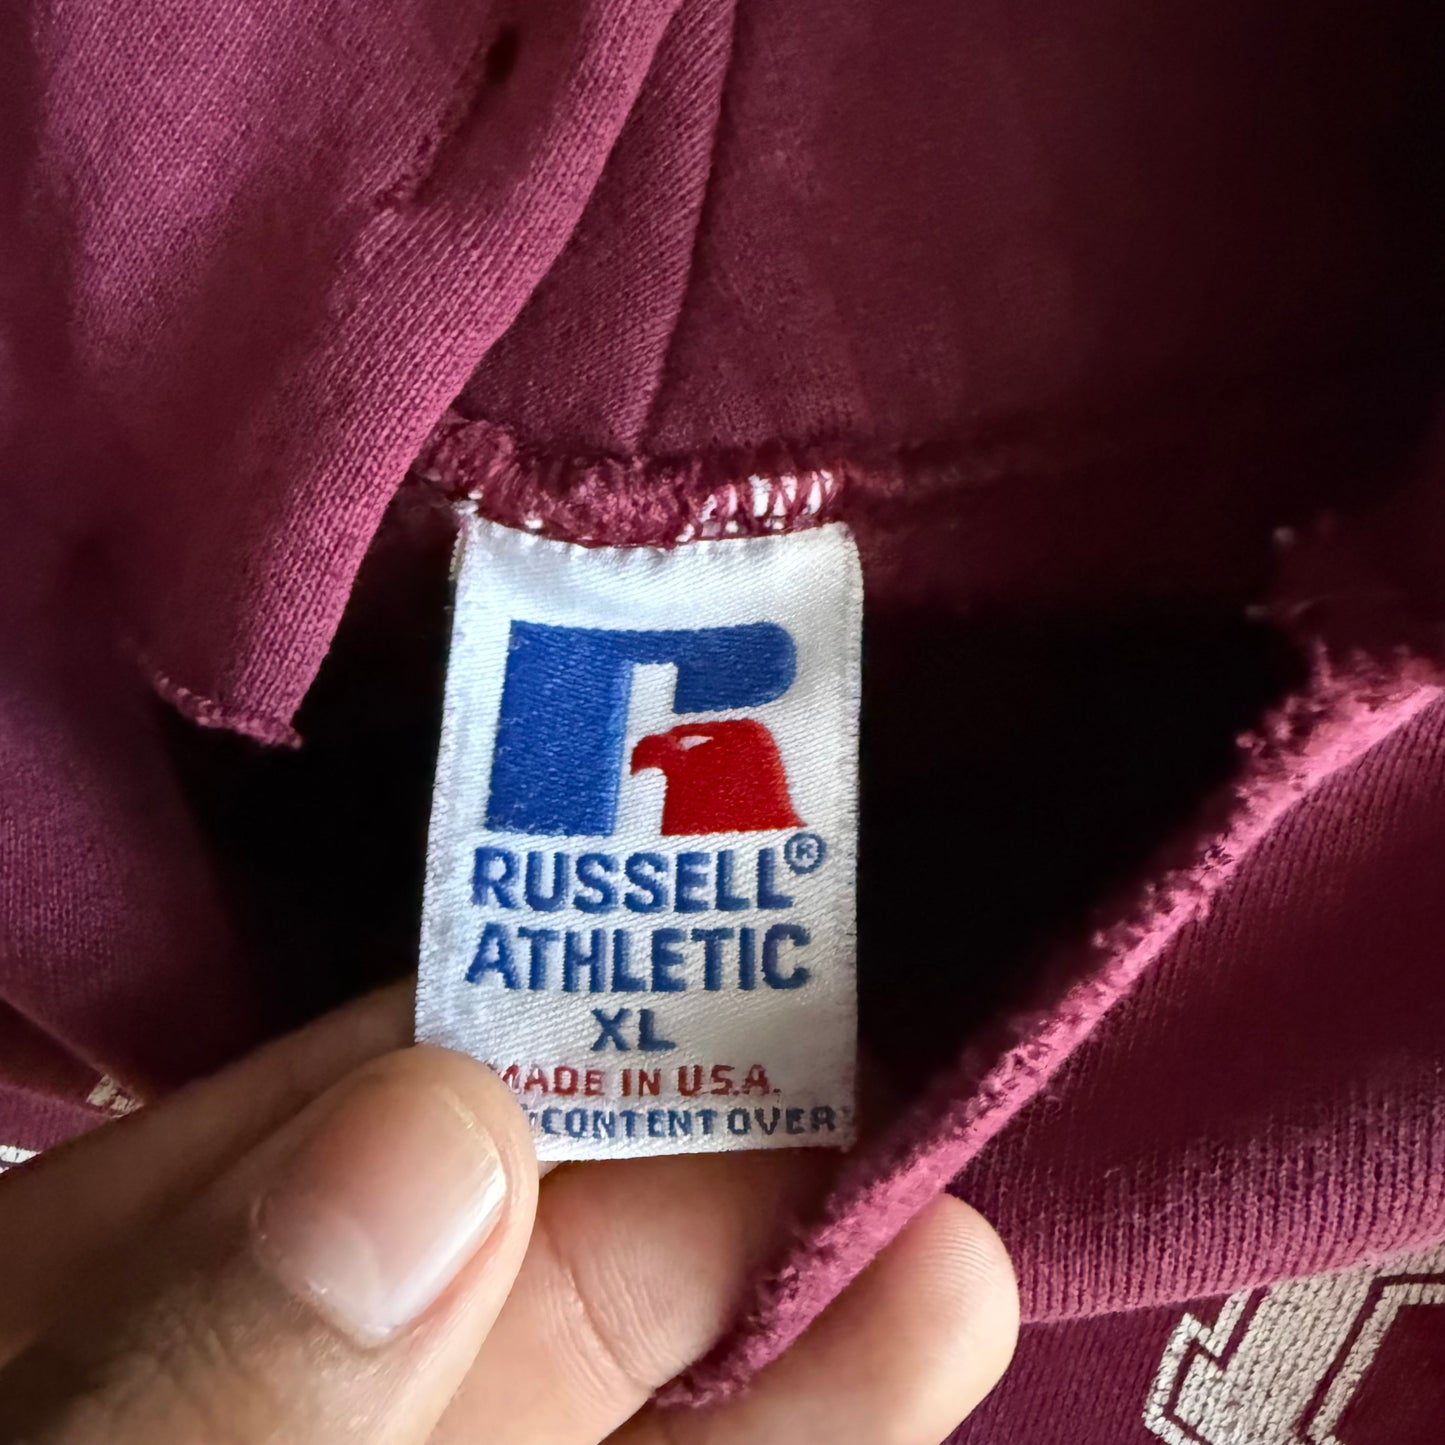 RUSSELL®
ATHLETIC
XL
MADE IN U.S.A.
CONTENT OVER